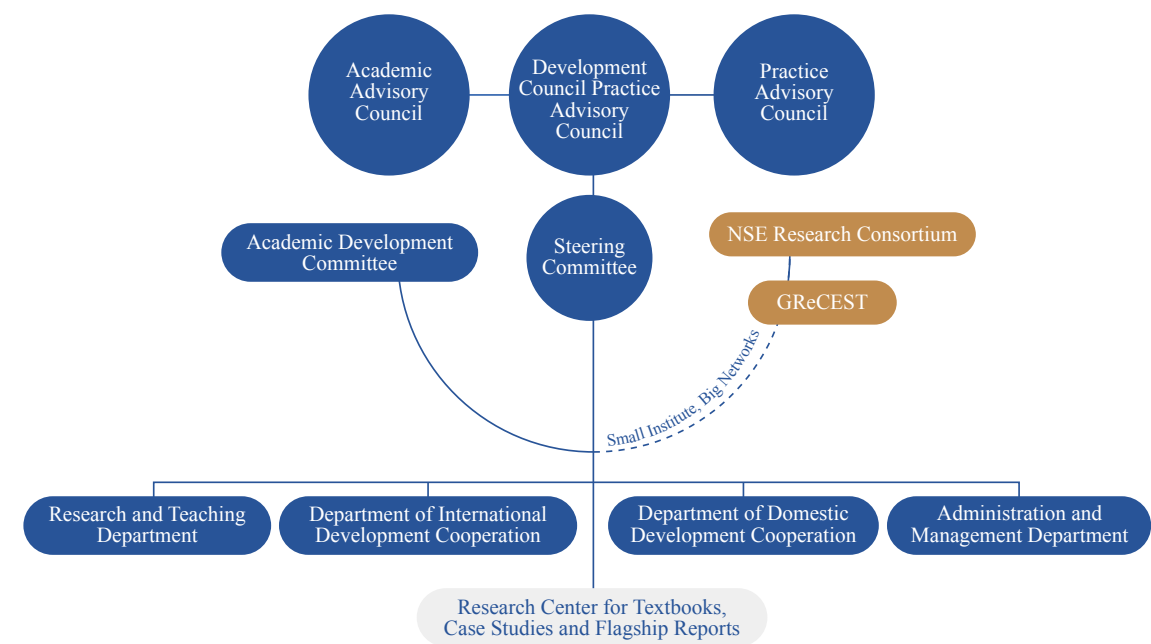 Academic
Advisory
Council
Development
Council Practice
Advisory
Council
Practice
Advisory
Council
Academic Development
Committee
Steering
Committee
NSE Research Consortium
GReCEST
Small Institute, Big Networks
Research and Teaching
Department
Department of International
Development Cooperation
Department of Domestic
Development Cooperation
Administration and
Management Department
Research Center for Textbooks,
Case Studies and Flagship Reports